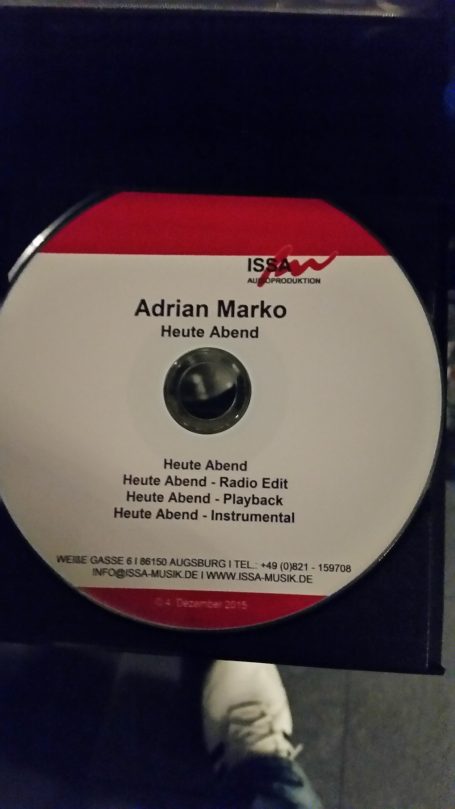 ISSA
AUDIOPRODUKTION
Adrian Marko
Heute Abend
Heute Abend
Heute Abend - Radio Edit
Heute Abend - Playback
Heute Abend - Instrumental
WEIßE GASSE 6 I 86150 AUGSBURG I TEL.: +49 (0)821 - 159708
INFO@ISSA-MUSIK.DE I WWW.ISSA-MUSIK.DE
© 4. Dezember 2015